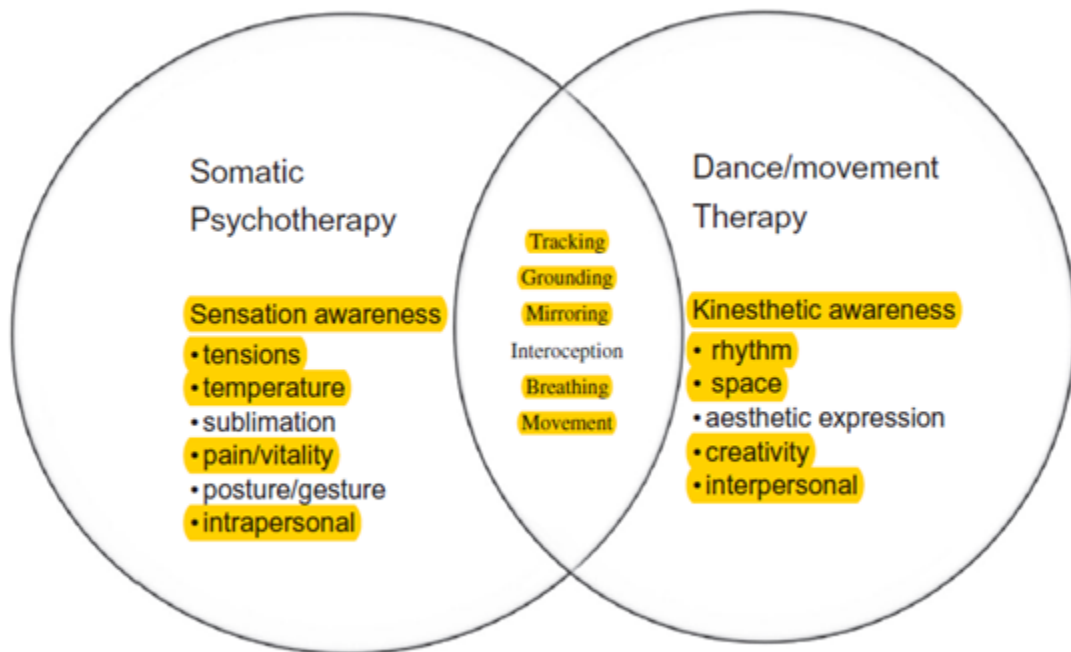 Somatic
Psychotherapy
Sensation awareness
•tensions
•temperature
•sublimation
•pain/vitality
•posture/gesture
•intrapersonal
Tracking
Grounding
Mirroring
Interoception
Breathing
Movement
Dance/movement
Therapy
Kinesthetic awareness
• rhythm
• space
•aesthetic expression
•creativity
•interpersonal